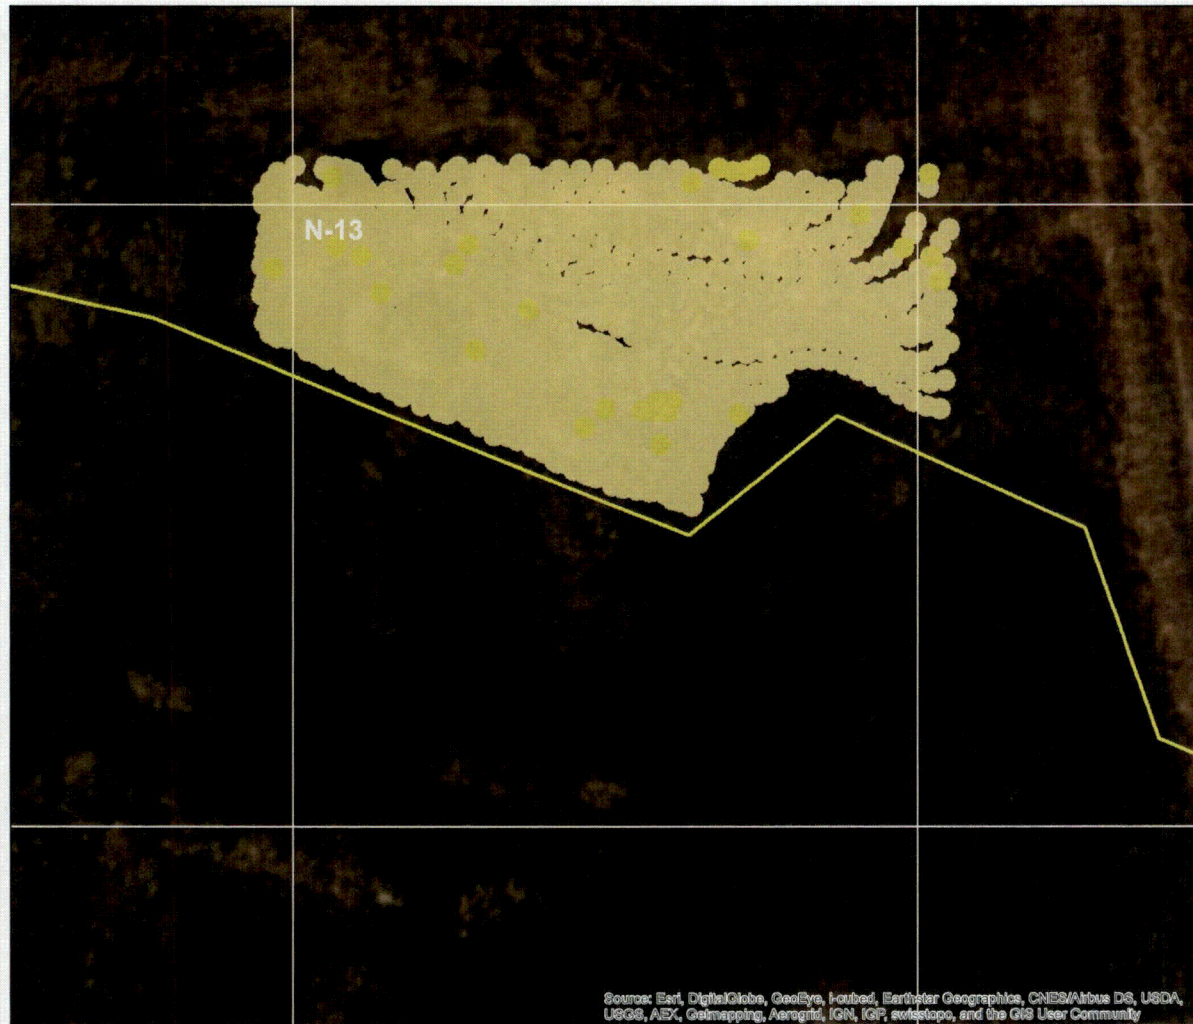 N-13
Source: Esri, DigitalGlobe, GeoEye, i-cubed, Earthstar Geographics, CNES/Airbus DS, USDA,
USGS, AEX, Getmapping, Aerogrid, IGN, IGP, swisstopo, and the GIS User Community